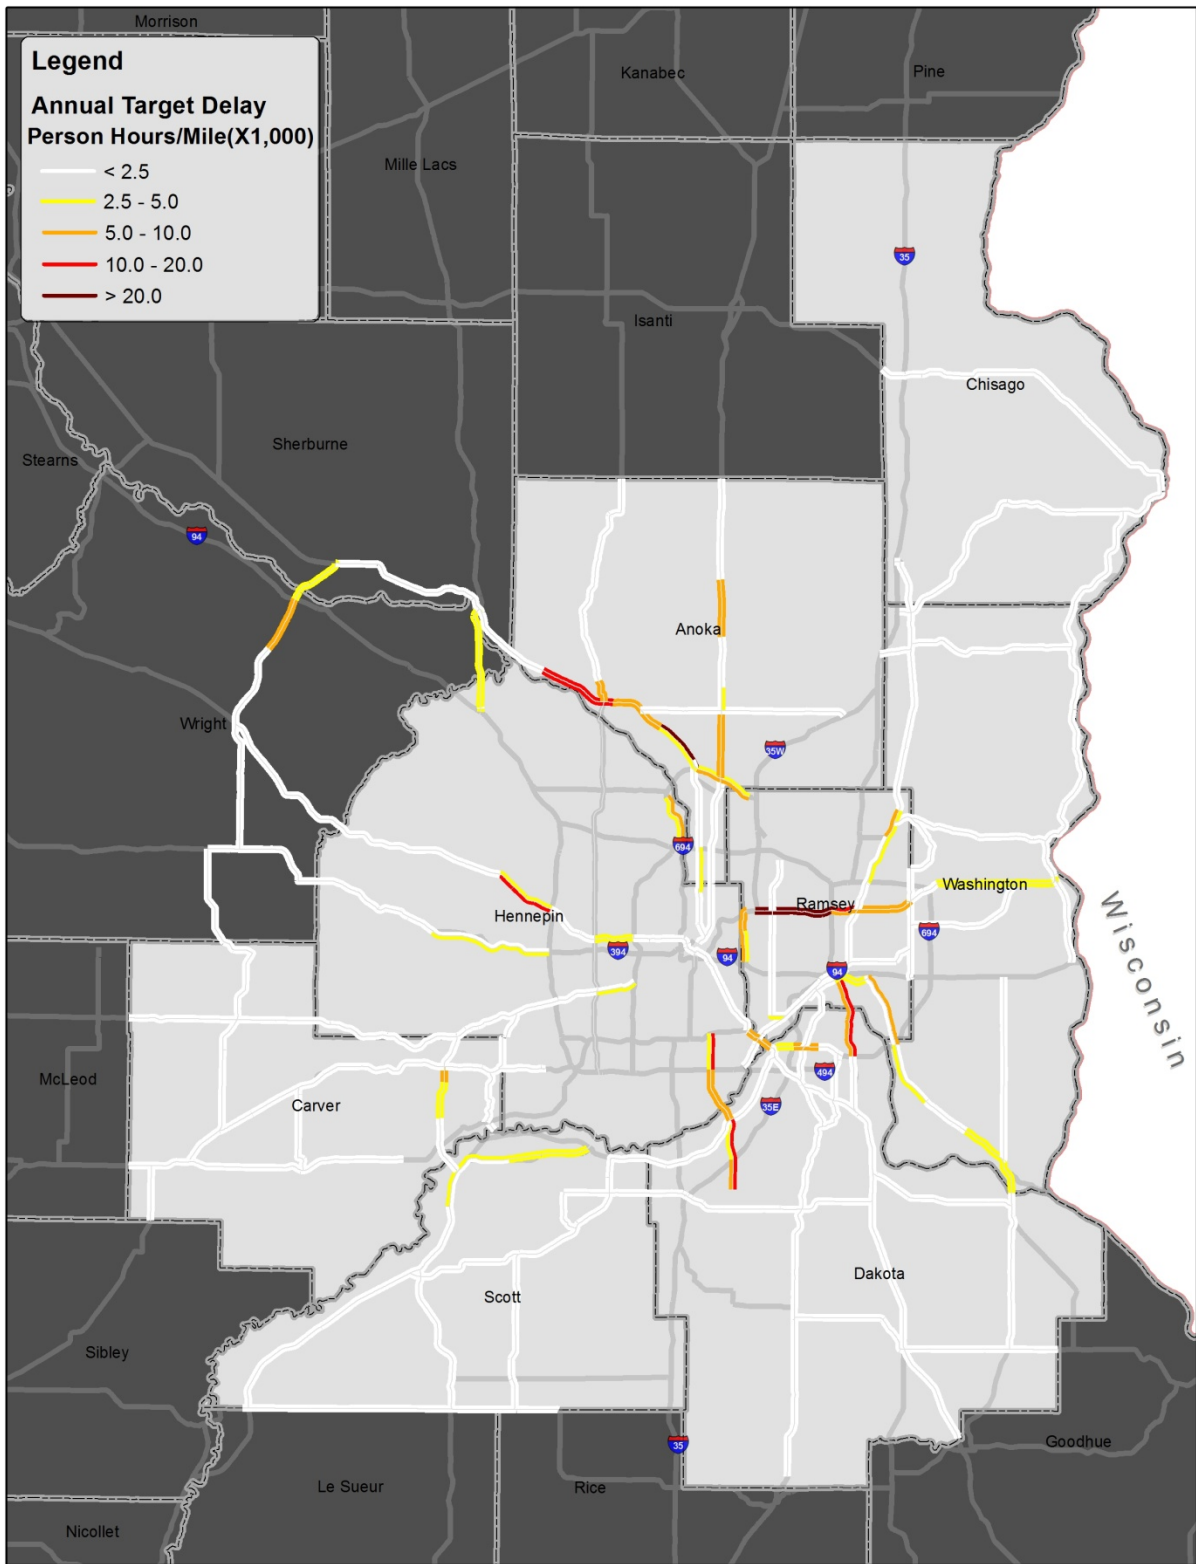 Morrison
Legend
Annual Target Delay
Person Hours/Mile(X1,000)
< 2.5
2.5 - 5.0
5.0 - 10.0
10.0 - 20.0
> 20.0
Kanabec
Pine
Mille Lacs
35
Isanti
Chisago
Sherburne
Stearns
94
Anoka
Wright
35W
694
Washington
Ramsey
Hennepin
694
394
94
94
Wisconsin
494
McLeod
Carver
35E
Dakota
Scott
Sibley
35
Goodhue
Le Sueur
Rice
Nicollet